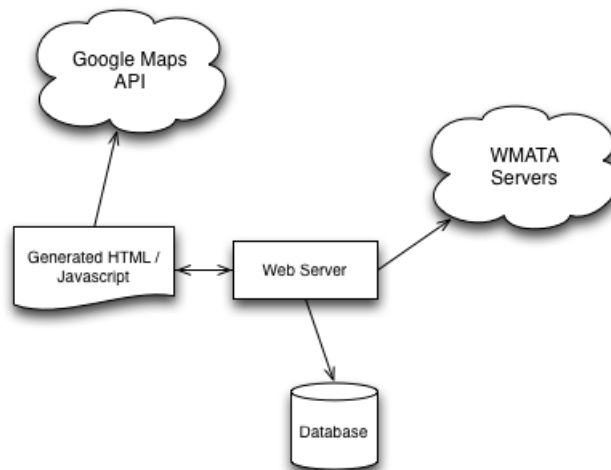 Google Maps
API
WMATA
Servers
Generated HTML /
Javascript
Web Server
Database